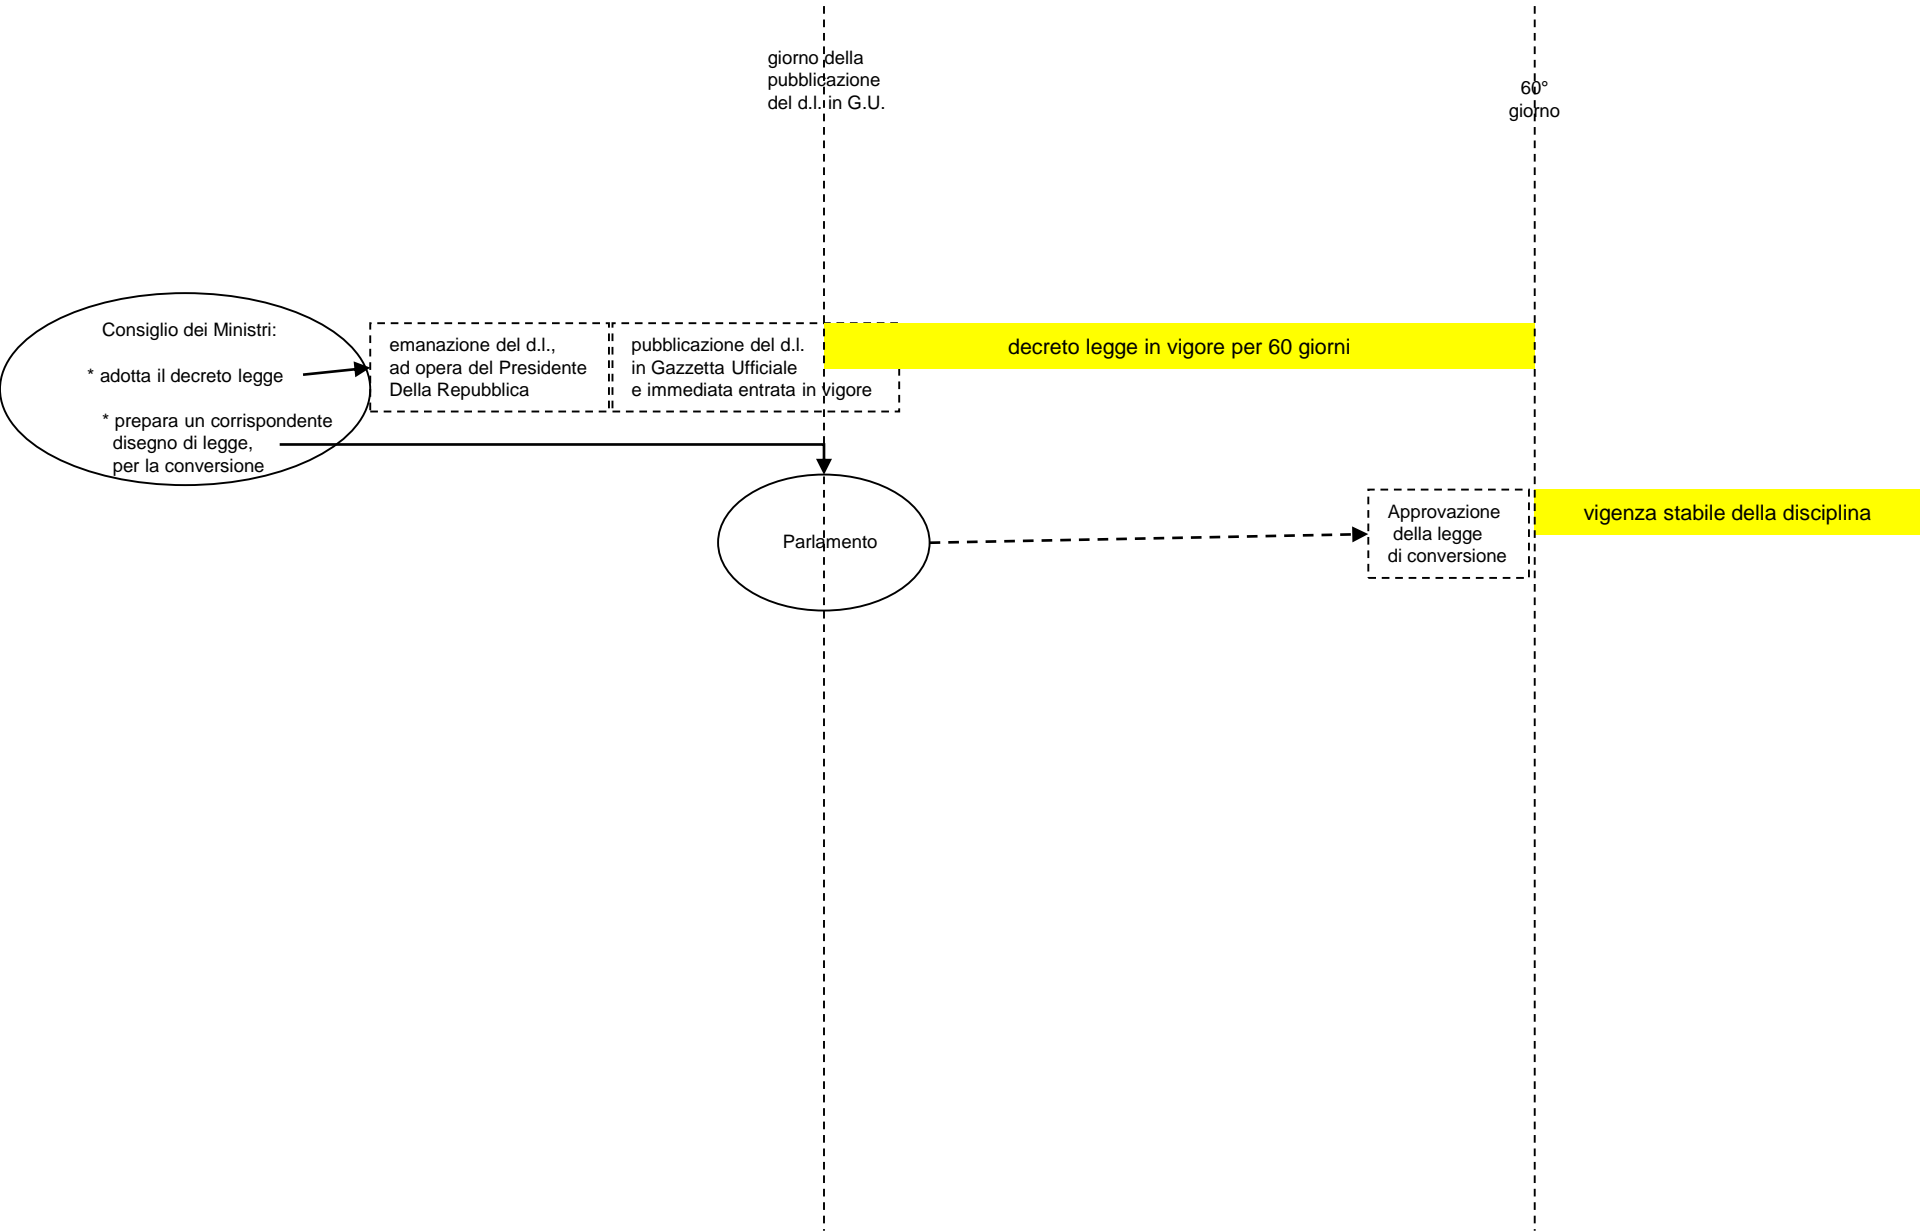 giorno della
pubblicazione
del d.l. in G.U.
60°
giorno
Consiglio dei Ministri:
* adotta il decreto legge
* prepara un corrispondente
disegno di legge,
per la conversione
emanazione del d.l.,
ad opera del Presidente
Della Repubblica
pubblicazione del d.l.
in Gazzetta Ufficiale
e immediata entrata in vigore
decreto legge in vigore per 60 giorni
Parlamento
Approvazione
della legge
di conversione
vigenza stabile della disciplina